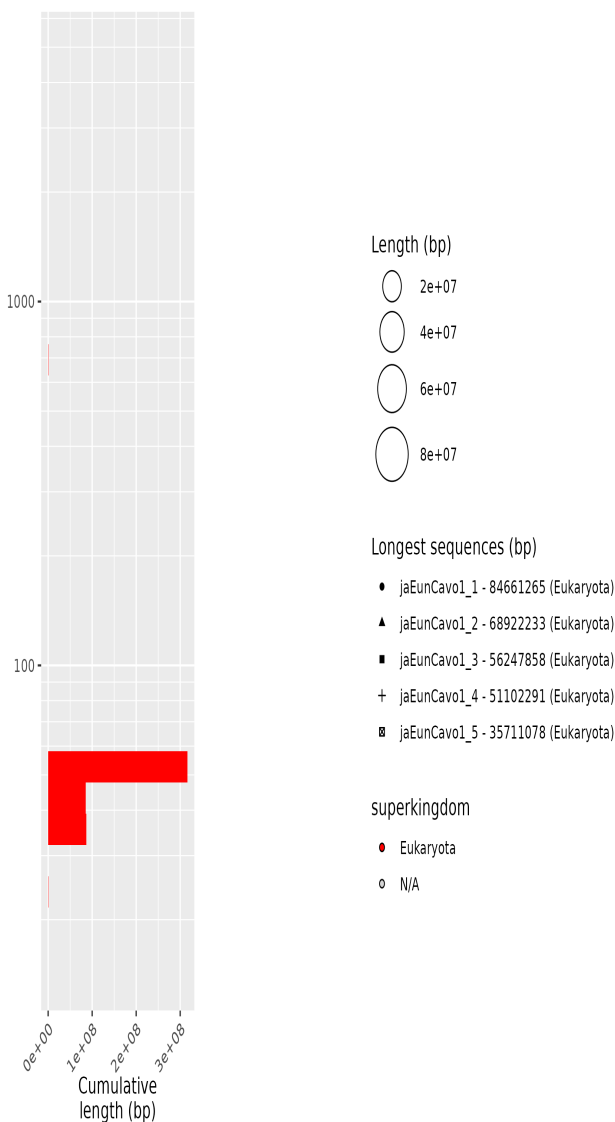 1000
100
0e+00
1e+08
2e+08
3e+08
Cumulative
length (bp)
Length (bp)
2e+07
4e+07
6e+07
8e+07
Longest sequences (bp)
jaEunCavo1_1 - 84661265 (Eukaryota)
jaEunCavo1_2 - 68922233 (Eukaryota)
jaEunCavo1_3 - 56247858 (Eukaryota)
jaEunCavo1_4 - 51102291 (Eukaryota)
jaEunCavo1_5 - 35711078 (Eukaryota)
superkingdom
Eukaryota
N/A